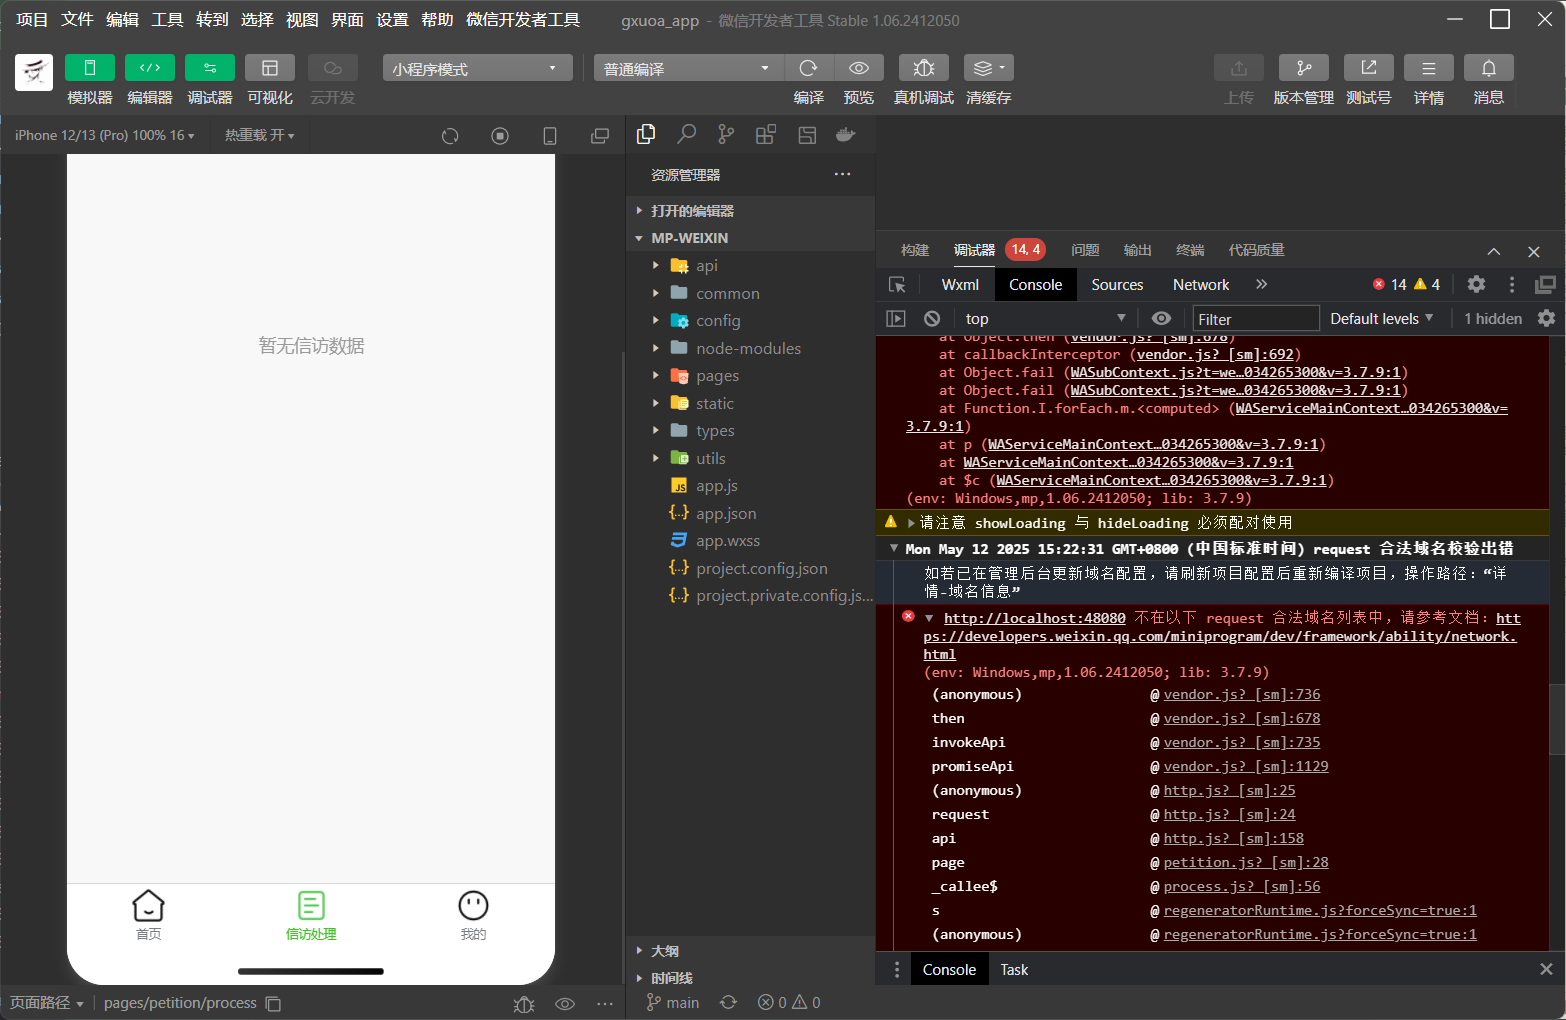 项目 文件 编辑 工具 转到 选择 视图 界面 设置 帮助 微信开发者工具 gxuoa_app - 微信开发者工具 Stable 1.06.2412050
小程序模式 普通编译
模拟器 编辑器 调试器 可视化 云开发 编译 预览 真机调试 清缓存 上传 版本管理 测试号 详情 消息
iPhone 12/13 (Pro) 100% 16 热重载 开
暂无信访数据
首页 信访处理 我的
页面路径 pages/petition/process
资源管理器
打开的编辑器
MP-WEIXIN
api
common
config
node-modules
pages
static
types
utils
app.js
app.json
app.wxss
project.config.json
project.private.config.js...
大纲
时间线
main 0 0
构建 调试器 14, 4 问题 输出 终端 代码质量
Wxml Console Sources Network 14 4
top Filter Default levels 1 hidden
at Object.then (vendor.js? [sm]:678)
at callbackInterceptor (vendor.js? [sm]:692)
at Object.fail (WASubContext.js?t=we…034265300&v=3.7.9:1)
at Object.fail (WASubContext.js?t=we…034265300&v=3.7.9:1)
at Function.I.forEach.m.<computed> (WAServiceMainContext…034265300&v=
3.7.9:1)
at p (WAServiceMainContext…034265300&v=3.7.9:1)
at WAServiceMainContext…034265300&v=3.7.9:1
at $c (WAServiceMainContext…034265300&v=3.7.9:1)
(env: Windows,mp,1.06.2412050; lib: 3.7.9)
请注意 showLoading 与 hideLoading 必须配对使用
Mon May 12 2025 15:22:31 GMT+0800 (中国标准时间) request 合法域名校验出错
如若已在管理后台更新域名配置，请刷新项目配置后重新编译项目，操作路径：“详
情-域名信息”
http://localhost:48080 不在以下 request 合法域名列表中，请参考文档：htt
ps://developers.weixin.qq.com/miniprogram/dev/framework/ability/network.
html
(env: Windows,mp,1.06.2412050; lib: 3.7.9)
(anonymous) @ vendor.js? [sm]:736
then @ vendor.js? [sm]:678
invokeApi @ vendor.js? [sm]:735
promiseApi @ vendor.js? [sm]:1129
(anonymous) @ http.js? [sm]:25
request @ http.js? [sm]:24
api @ http.js? [sm]:158
page @ petition.js? [sm]:28
_callee$ @ process.js? [sm]:56
s @ regeneratorRuntime.js?forceSync=true:1
(anonymous) @ regeneratorRuntime.js?forceSync=true:1
Console Task